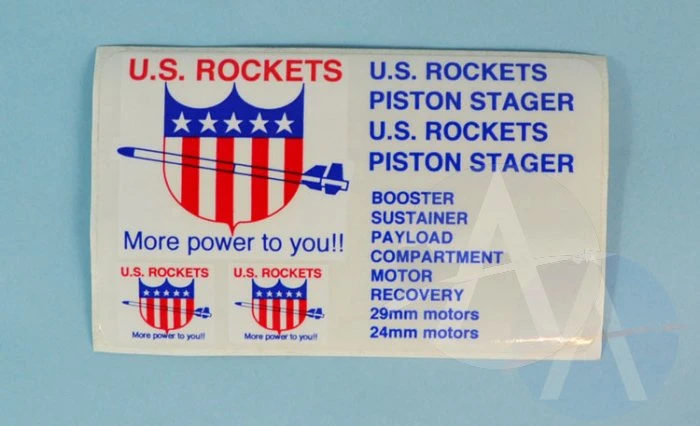 U.S. ROCKETS
More power to you!!
U.S. ROCKETS
More power to you!!
U.S. ROCKETS
More power to you!!
U.S. ROCKETS
PISTON STAGER
U.S. ROCKETS
PISTON STAGER
BOOSTER
SUSTAINER
PAYLOAD
COMPARTMENT
MOTOR
RECOVERY
29mm motors
24mm motors